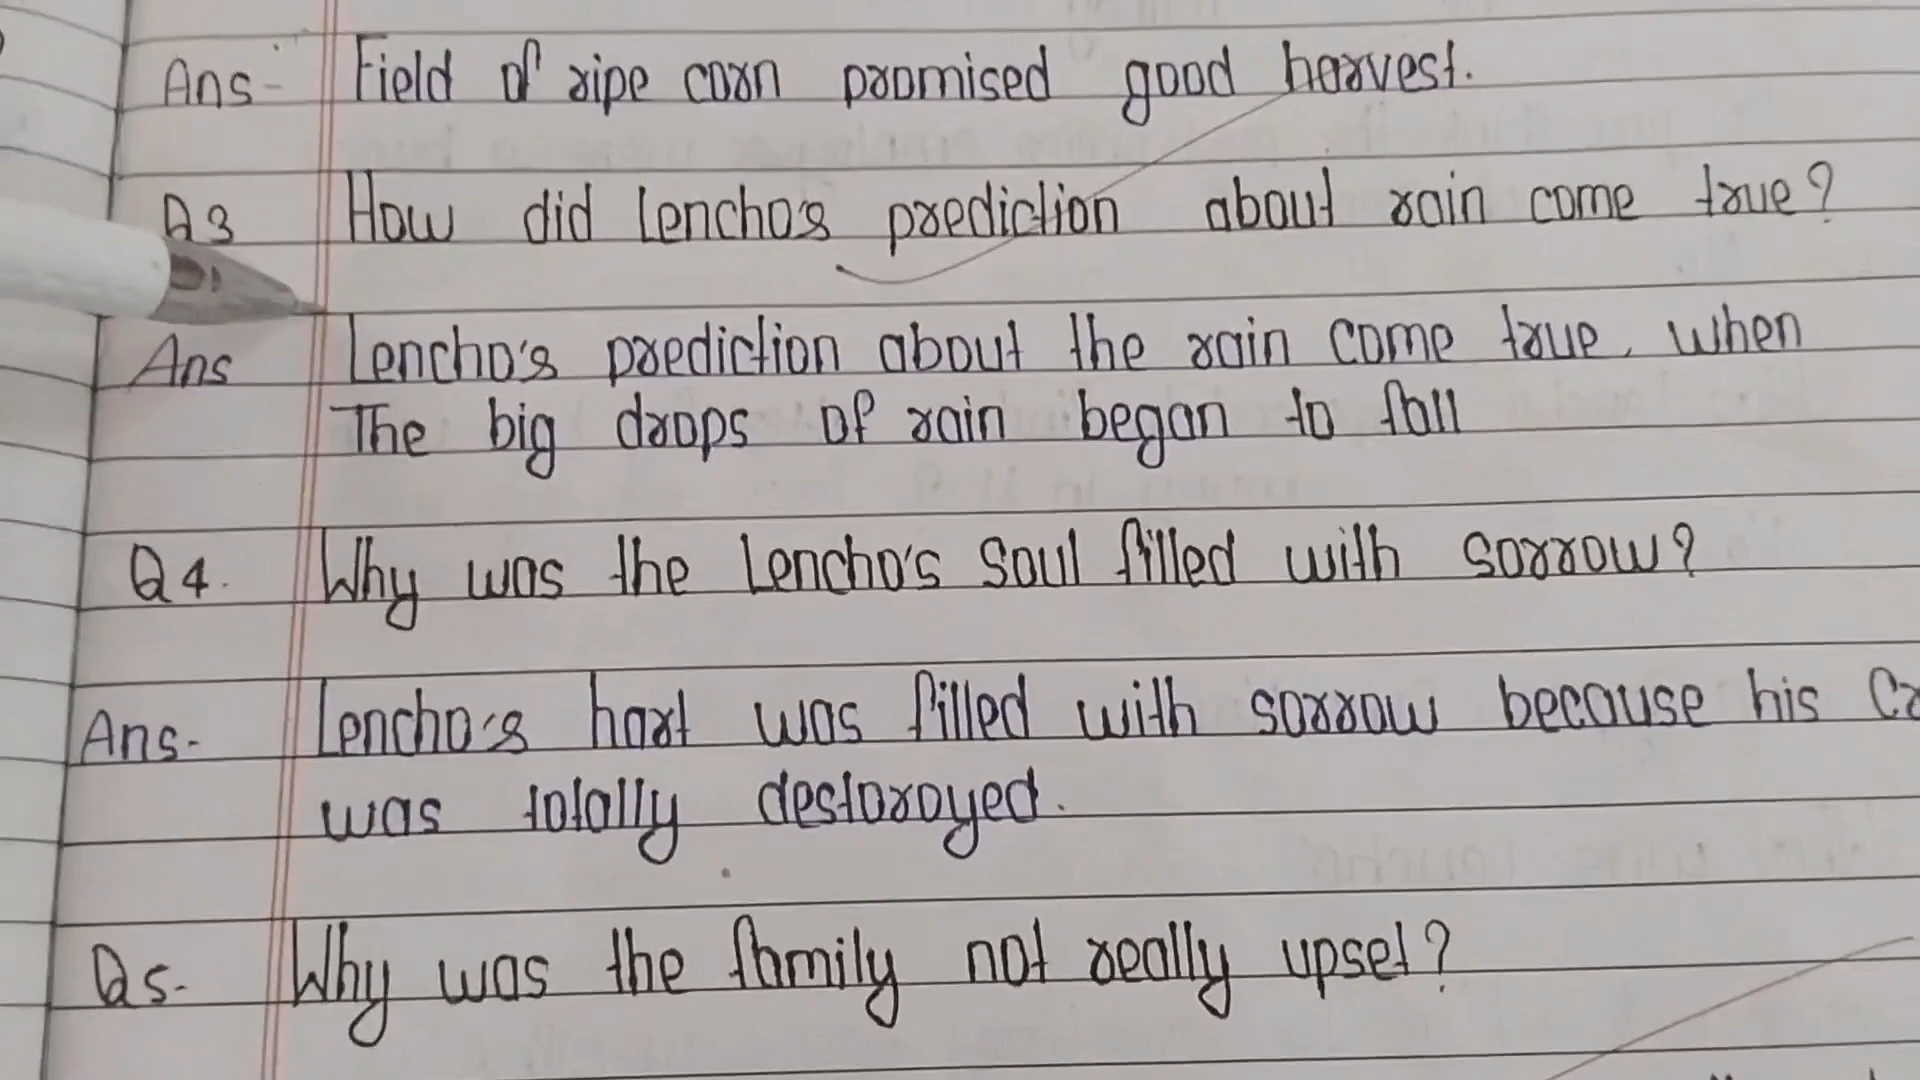 Ans- Field of ripe corn promised good harvest.
Q3 How did Lencho's prediction about rain come true?
Ans Lencho's prediction about the rain come true, when
The big drops of rain began to fall
Q4. Why was the Lencho's Soul filled with sorrow?
Ans- Lencho's hart was filled with sorrow because his
was totally destoroyed.
Q5- Why was the family not really upset?